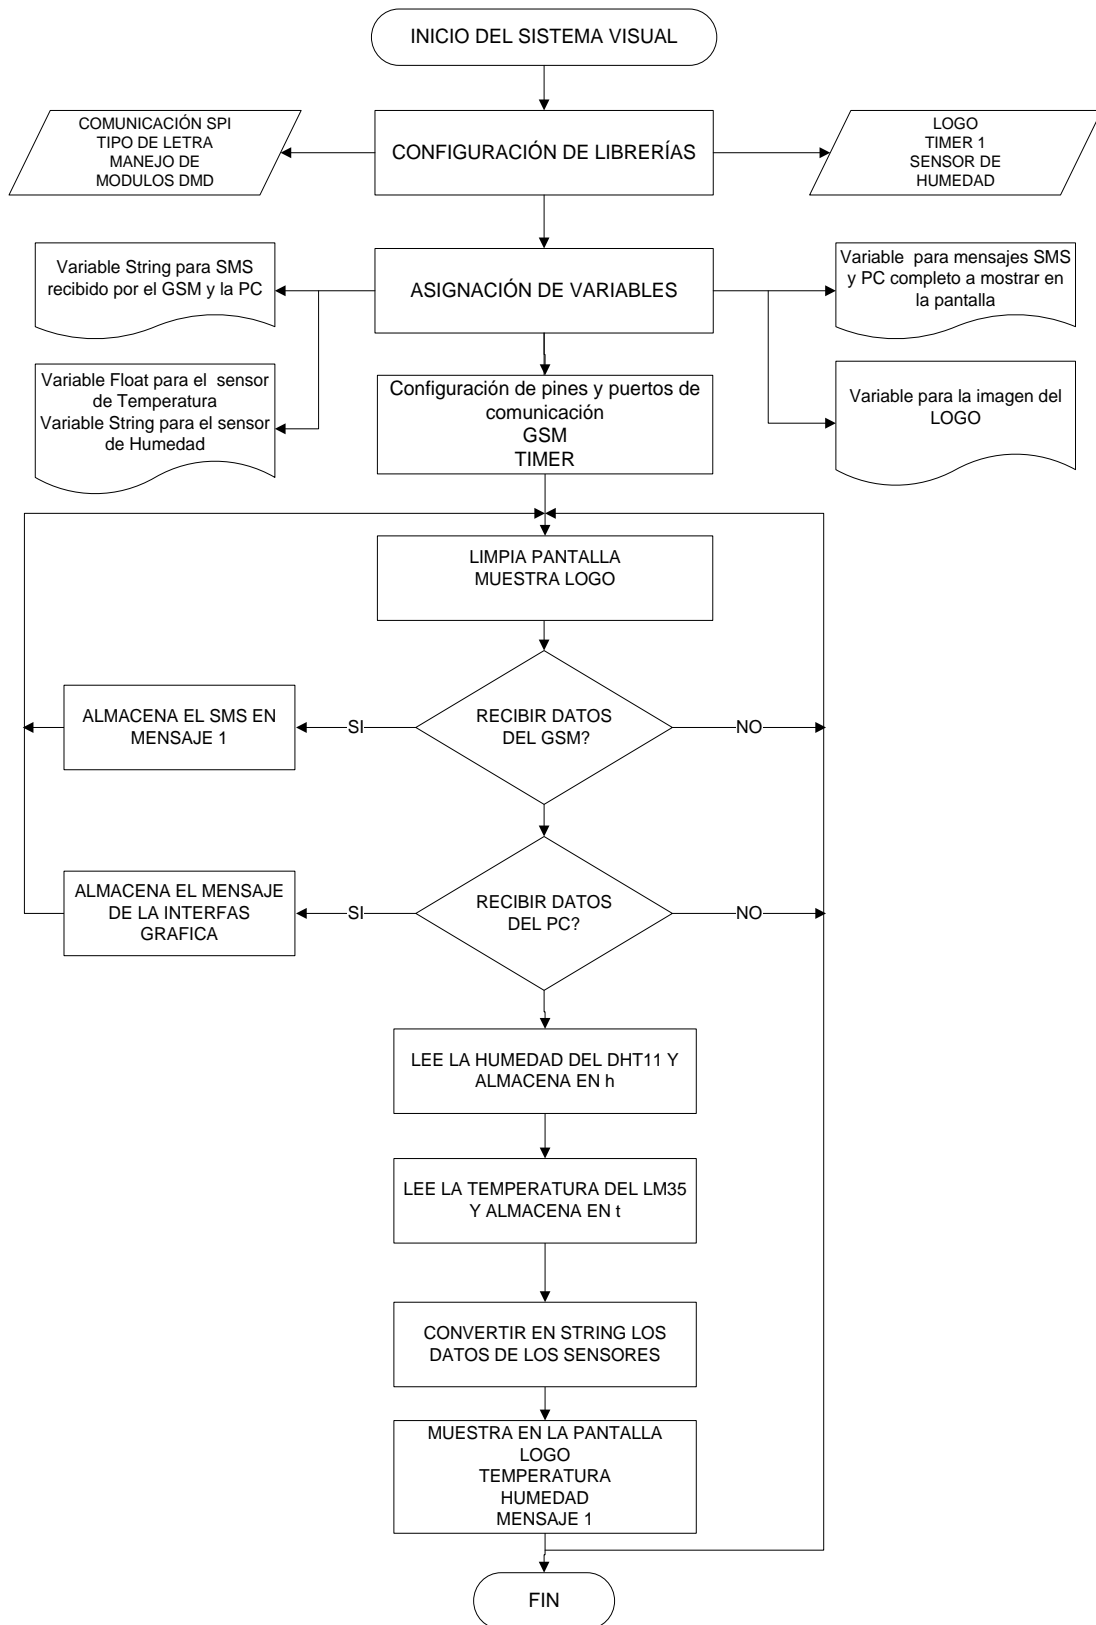 INICIO DEL SISTEMA VISUAL
COMUNICACIÓN SPI
TIPO DE LETRA
MANEJO DE
MODULOS DMD
CONFIGURACIÓN DE LIBRERÍAS
LOGO
TIMER 1
SENSOR DE
HUMEDAD
Variable String para SMS
recibido por el GSM y la PC
ASIGNACIÓN DE VARIABLES
Variable para mensajes SMS
y PC completo a mostrar en
la pantalla
Variable Float para el sensor
de Temperatura
Variable String para el sensor
de Humedad
Configuración de pines y puertos de
comunicación
GSM
TIMER
Variable para la imagen del
LOGO
LIMPIA PANTALLA
MUESTRA LOGO
ALMACENA EL SMS EN
MENSAJE 1
SI
RECIBIR DATOS
DEL GSM?
NO
ALMACENA EL MENSAJE
DE LA INTERFAS
GRAFICA
SI
RECIBIR DATOS
DEL PC?
NO
LEE LA HUMEDAD DEL DHT11 Y
ALMACENA EN h
LEE LA TEMPERATURA DEL LM35
Y ALMACENA EN t
CONVERTIR EN STRING LOS
DATOS DE LOS SENSORES
MUESTRA EN LA PANTALLA
LOGO
TEMPERATURA
HUMEDAD
MENSAJE 1
FIN